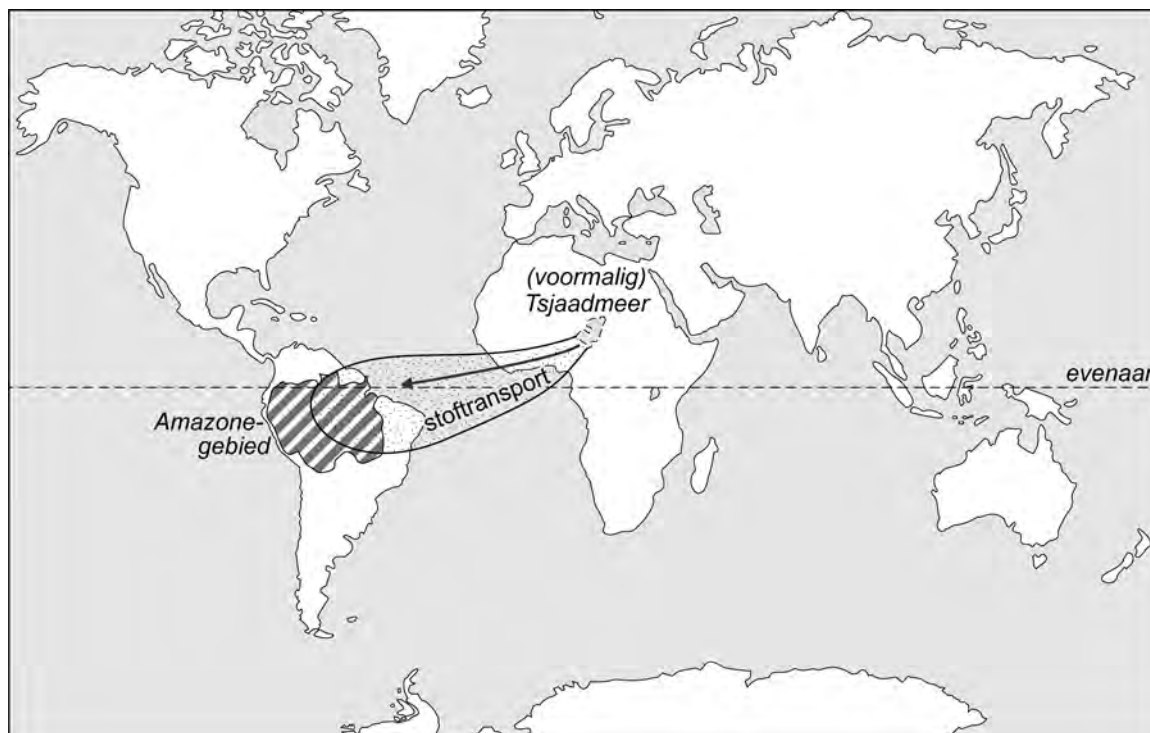 (voormalig)
Tsjaadmeer
evenaar
stoftransport
Amazone-
gebied